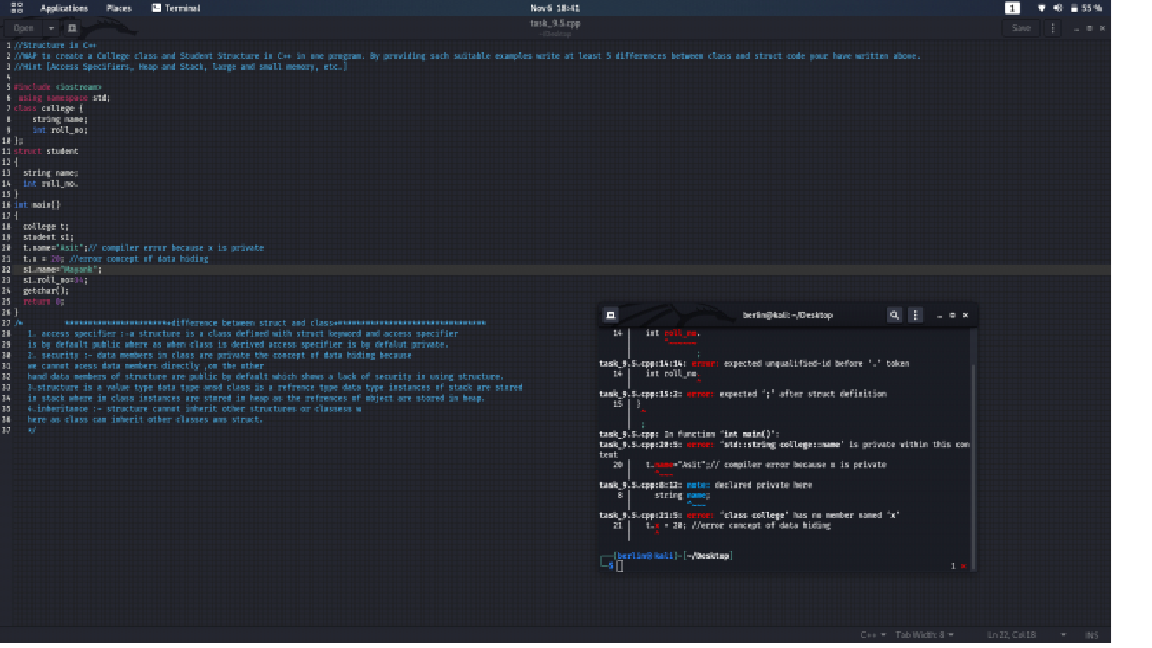 Applications Places Terminal Nov 6 18:41 1 55 %
Open task_9.5.cpp Save
~/Desktop
1 //Structure in C++
2 //WAP to create a College class and Student Structure in C++ in one program. By providing such suitable examples write at least 5 differences between class and struct code your have written above.
3 //Hint [Access Specifiers, Heap and Stack, large and small memory, etc.]
4
5 #include <iostream>
6 using namespace std;
7 class college {
8 string name;
9 int roll_no;
10 };
11 struct student
12 {
13 string name;
14 int roll_no.
15 }
16 int main()
17 {
18 college t;
19 student s1;
20 t.name="Asit";// compiler error because x is private
21 t.x = 20; //error concept of data hiding
22 s1.name="Mayank";
23 s1.roll_no=84;
24 getchar();
25 return 0;
26 }
27 /* ***********************difference between struct and class*********************************
28 1. access specifier :-a structure is a class defined with struct keyword and access specifier
29 is by default public where as when class is derived access specifier is by defalut private.
30 2. security :- data members in class are private the concept of data hiding because
31 we cannot acess data members directly ,on the other
32 hand data members of structure are public by default which shows a lack of security in using structure.
33 3.structure is a value type data type amsd class is a refrence type data type instances of stack are stored
34 in stack where in class instances are stored in heap as the refrences of object are stored in heap.
35 4.inheritance :- structure cannot inherit other structures or classess w
36 here as class can inherit other classes ans struct.
37 */
berlin@kali: ~/Desktop
14 | int roll_no.
^~~~~~~
;
task_9.5.cpp:14:14: error: expected unqualified-id before '.' token
14 | int roll_no.
^
task_9.5.cpp:15:2: error: expected ';' after struct definition
15 | }
^
;
task_9.5.cpp: In function 'int main()':
task_9.5.cpp:20:5: error: 'std::string college::name' is private within this con
text
20 | t.name="Asit";// compiler error because x is private
^~~~
task_9.5.cpp:8:12: note: declared private here
8 | string name;
^~~~
task_9.5.cpp:21:5: error: 'class college' has no member named 'x'
21 | t.x = 20; //error concept of data hiding
^
(berlin@kali)-[~/Desktop]
$ 1
C++ Tab Width: 8 Ln 22, Col 18 INS